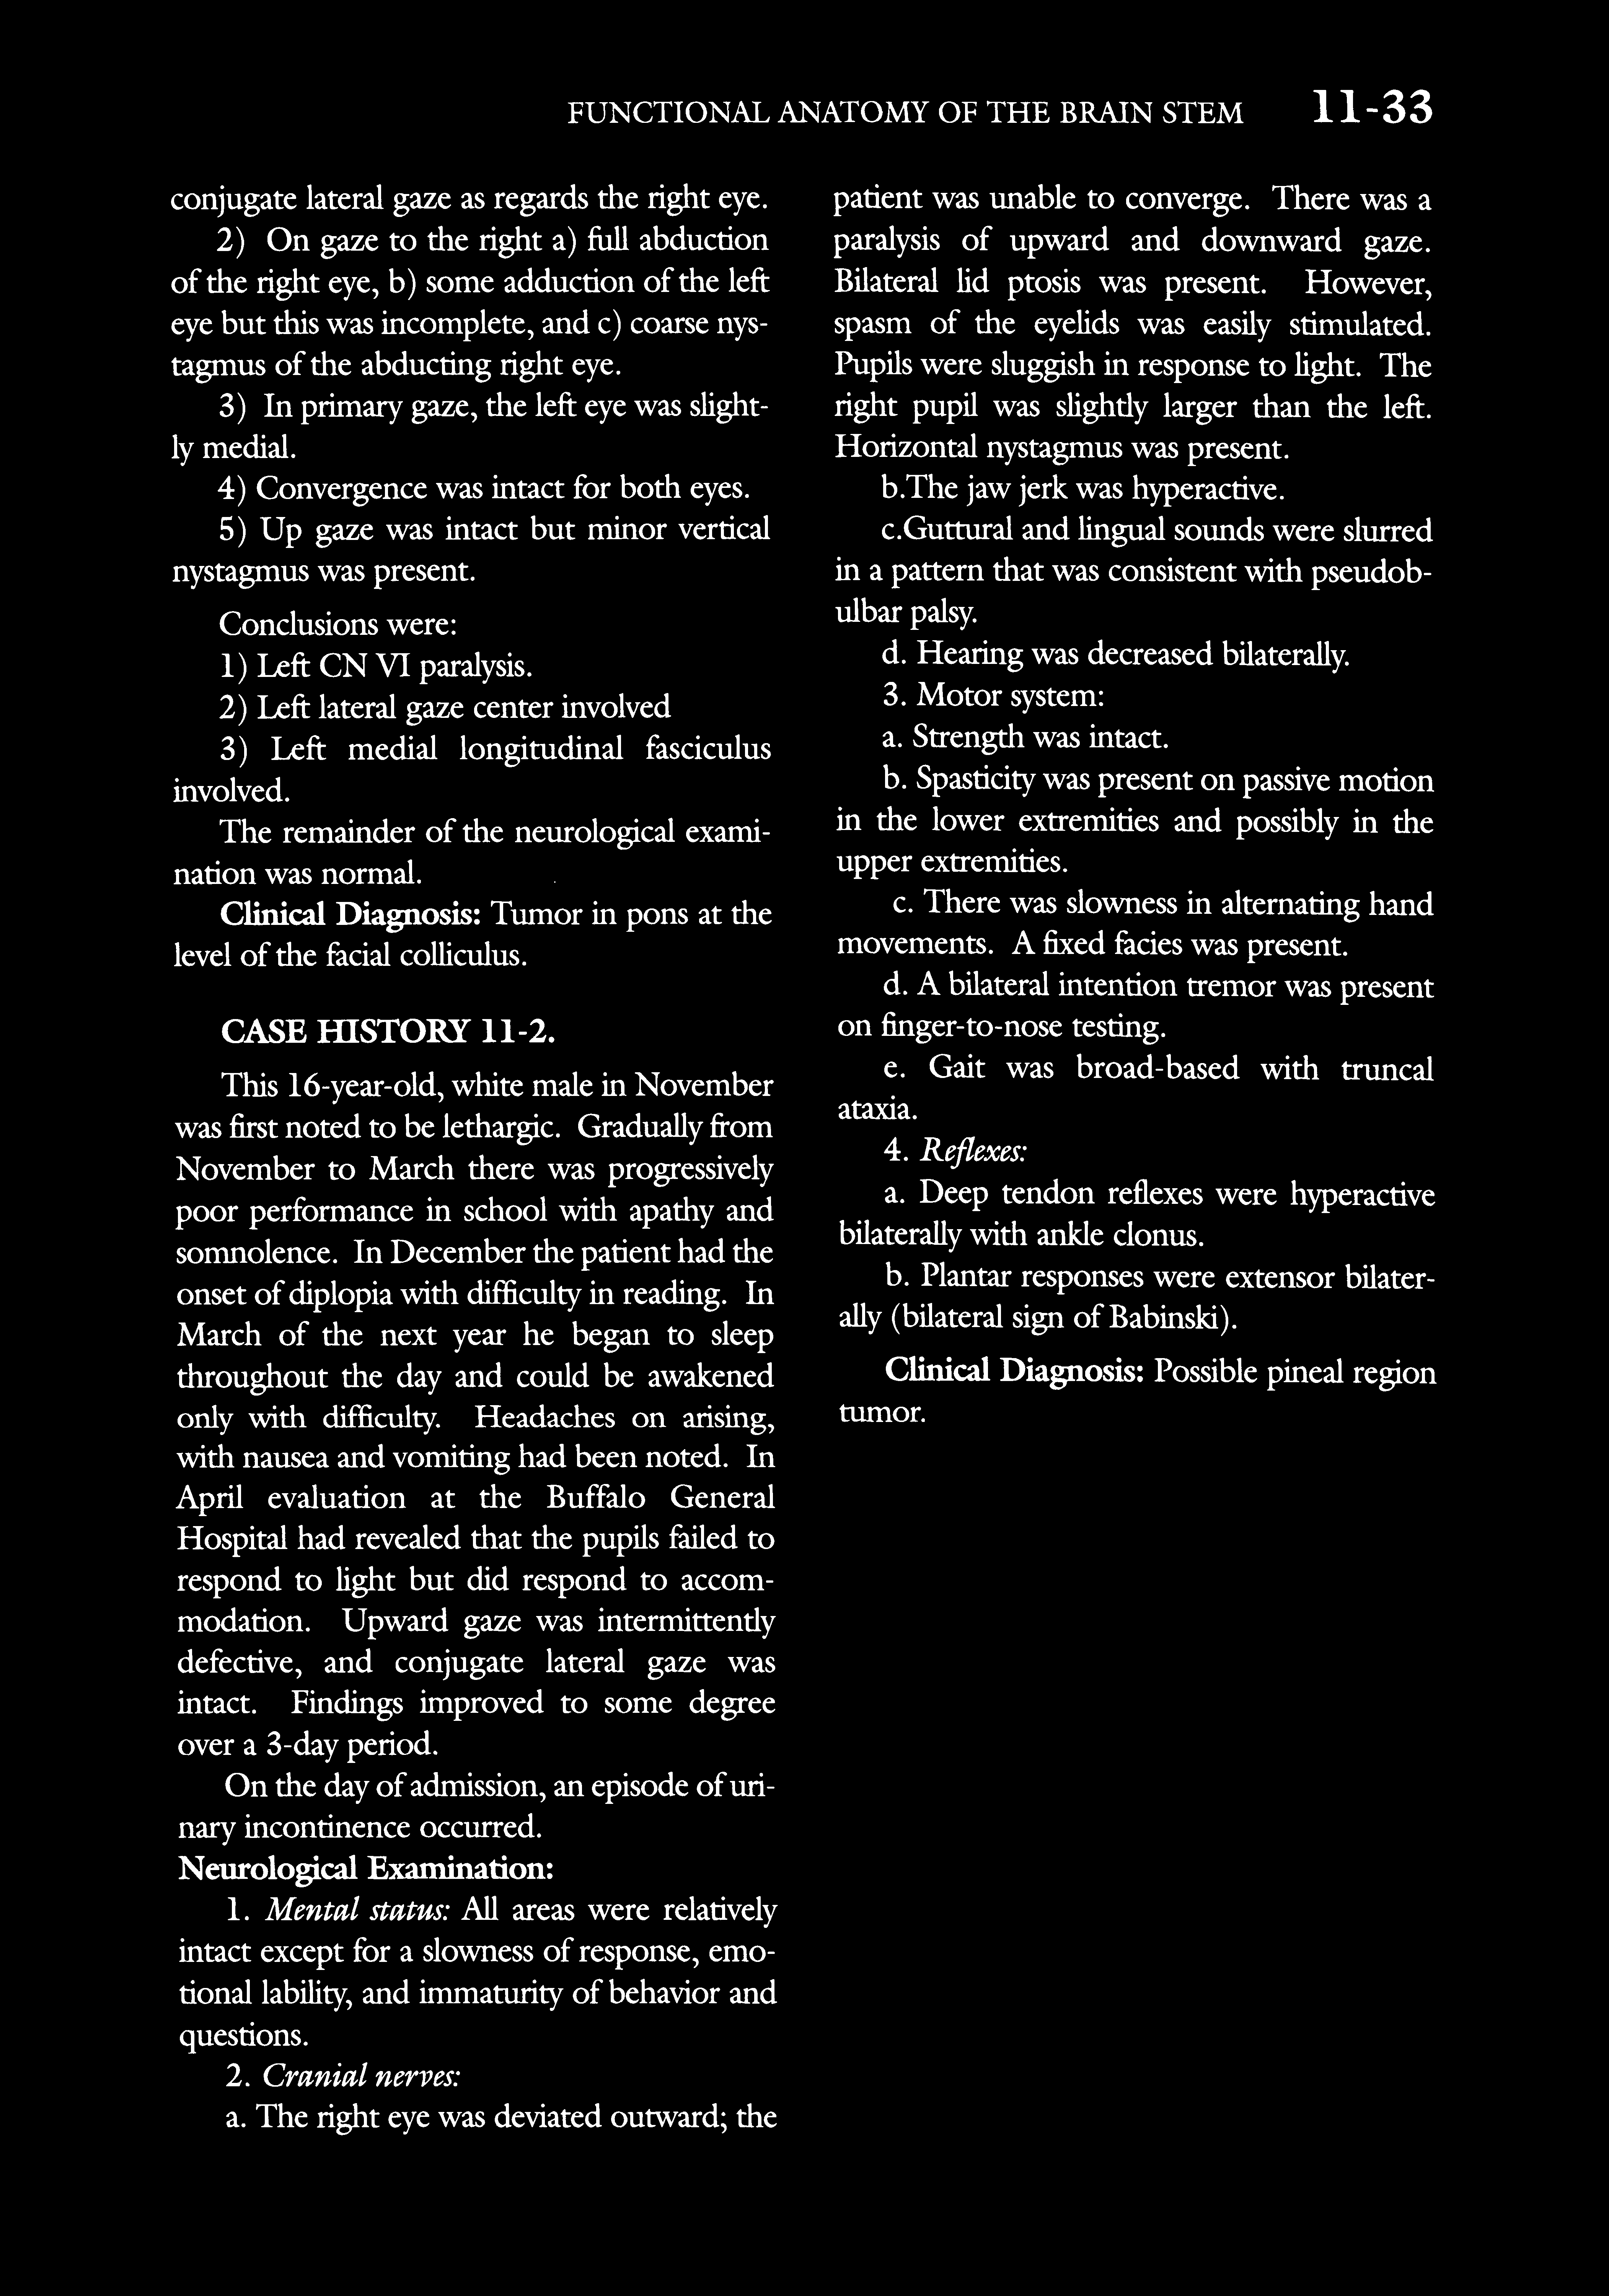 FUNCTIONAL ANATOMY OF THE BRAIN STEM 11-33
conjugate lateral gaze as regards the right eye.
2) On gaze to the right a) full abduction
of the right eye, b) some adduction of the left
eye but this was incomplete, and c) coarse nys-
tagmus of the abducting right eye.
3) In primary gaze, the left eye was slight-
ly medial.
4) Convergence was intact for both eyes.
5) Up gaze was intact but minor vertical
nystagmus was present.
Conclusions were:
1) Left CN VI paralysis.
2) Left lateral gaze center involved
3) Left medial longitudinal fasciculus
involved.
The remainder of the neurological exami-
nation was normal.
Clinical Diagnosis: Tumor in pons at the
level of the facial colliculus.
CASE HISTORY 11-2.
This 16-year-old, white male in November
was first noted to be lethargic. Gradually from
November to March there was progressively
poor performance in school with apathy and
somnolence. In December the patient had the
onset of diplopia with difficulty in reading. In
March of the next year he began to sleep
throughout the day and could be awakened
only with difficulty. Headaches on arising,
with nausea and vomiting had been noted. In
April evaluation at the Buffalo General
Hospital had revealed that the pupils failed to
respond to light but did respond to accom-
modation. Upward gaze was intermittently
defective, and conjugate lateral gaze was
intact. Findings improved to some degree
over a 3-day period.
On the day of admission, an episode of uri-
nary incontinence occurred.
Neurological Examination:
1. Mental status: All areas were relatively
intact except for a slowness of response, emo-
tional lability, and immaturity of behavior and
questions.
2. Cranial nerves:
a. The right eye was deviated outward; the
patient was unable to converge. There was a
paralysis of upward and downward gaze.
Bilateral lid ptosis was present. However,
spasm of the eyelids was easily stimulated.
Pupils were sluggish in response to light. The
right pupil was slightly larger than the left.
Horizontal nystagmus was present.
b.The jaw jerk was hyperactive.
c.Guttural and lingual sounds were slurred
in a pattern that was consistent with pseudob-
ulbar palsy.
d. Hearing was decreased bilaterally.
3. Motor system:
a. Strength was intact.
b. Spasticity was present on passive motion
in the lower extremities and possibly in the
upper extremities.
c. There was slowness in alternating hand
movements. A fixed facies was present.
d. A bilateral intention tremor was present
on finger-to-nose testing.
e. Gait was broad-based with truncal
ataxia.
4. Reflexes:
a. Deep tendon reflexes were hyperactive
bilaterally with ankle clonus.
b. Plantar responses were extensor bilater-
ally (bilateral sign of Babinski).
Clinical Diagnosis: Possible pineal region
tumor.